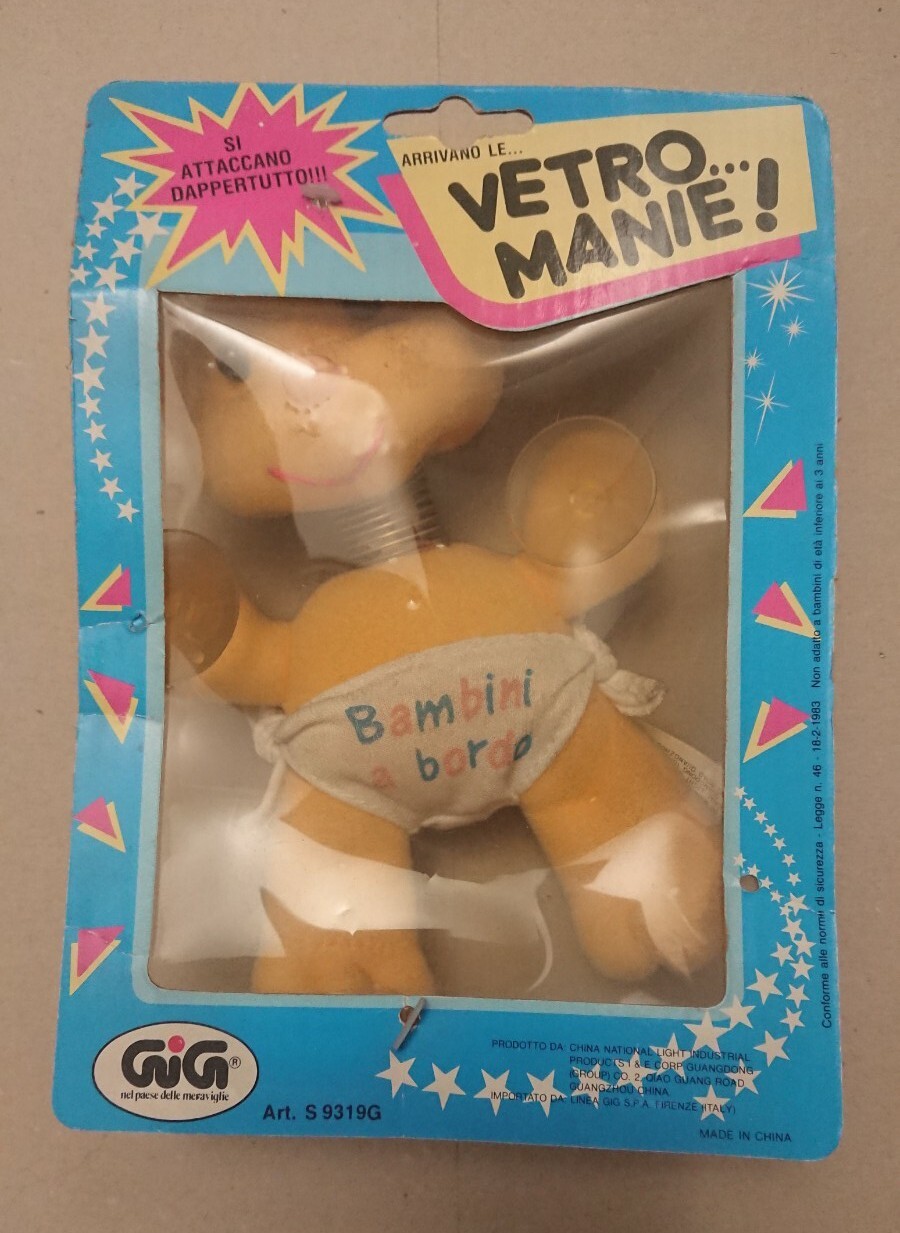 SI
ATTACCANO
DAPPERTUTTO!!!
ARRIVANO LE...
VETRO...
MANIE!
Bambini
a bordo
Conforme alle norme di sicurezza - Legge n. 46 - 18-2-1983 Non adatto a bambini di età inferiore ai 3 anni
GiG®
nel paese delle meraviglie
Art. S 9319G
PRODOTTO DA: CHINA NATIONAL LIGHT INDUSTRIAL
PRODUCTS I & E CORP GUANGDONG
(GROUP) CO. 2, QIAO GUANG ROAD
GUANGZHOU CHINA
IMPORTATO DA: LINEA GIG S.P.A. FIRENZE (ITALY)
MADE IN CHINA